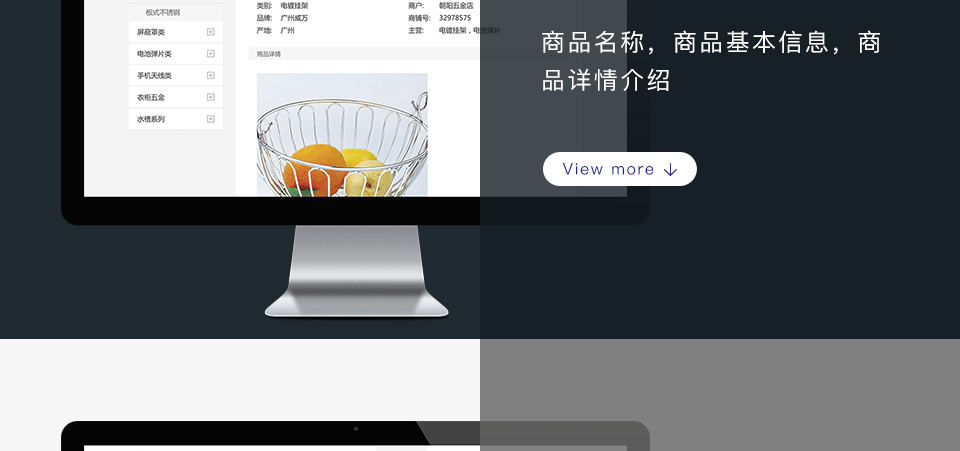 板式不锈钢
屏蔽罩类
电池弹片类
手机天线类
衣柜五金
水槽系列
类别: 电镀挂架
品牌: 广州威万
产地: 广州
商户: 朝阳五金店
商铺号: 32978575
主营: 电镀挂架，电池弹片
商品详情
商品名称，商品基本信息，商
品详情介绍
View more